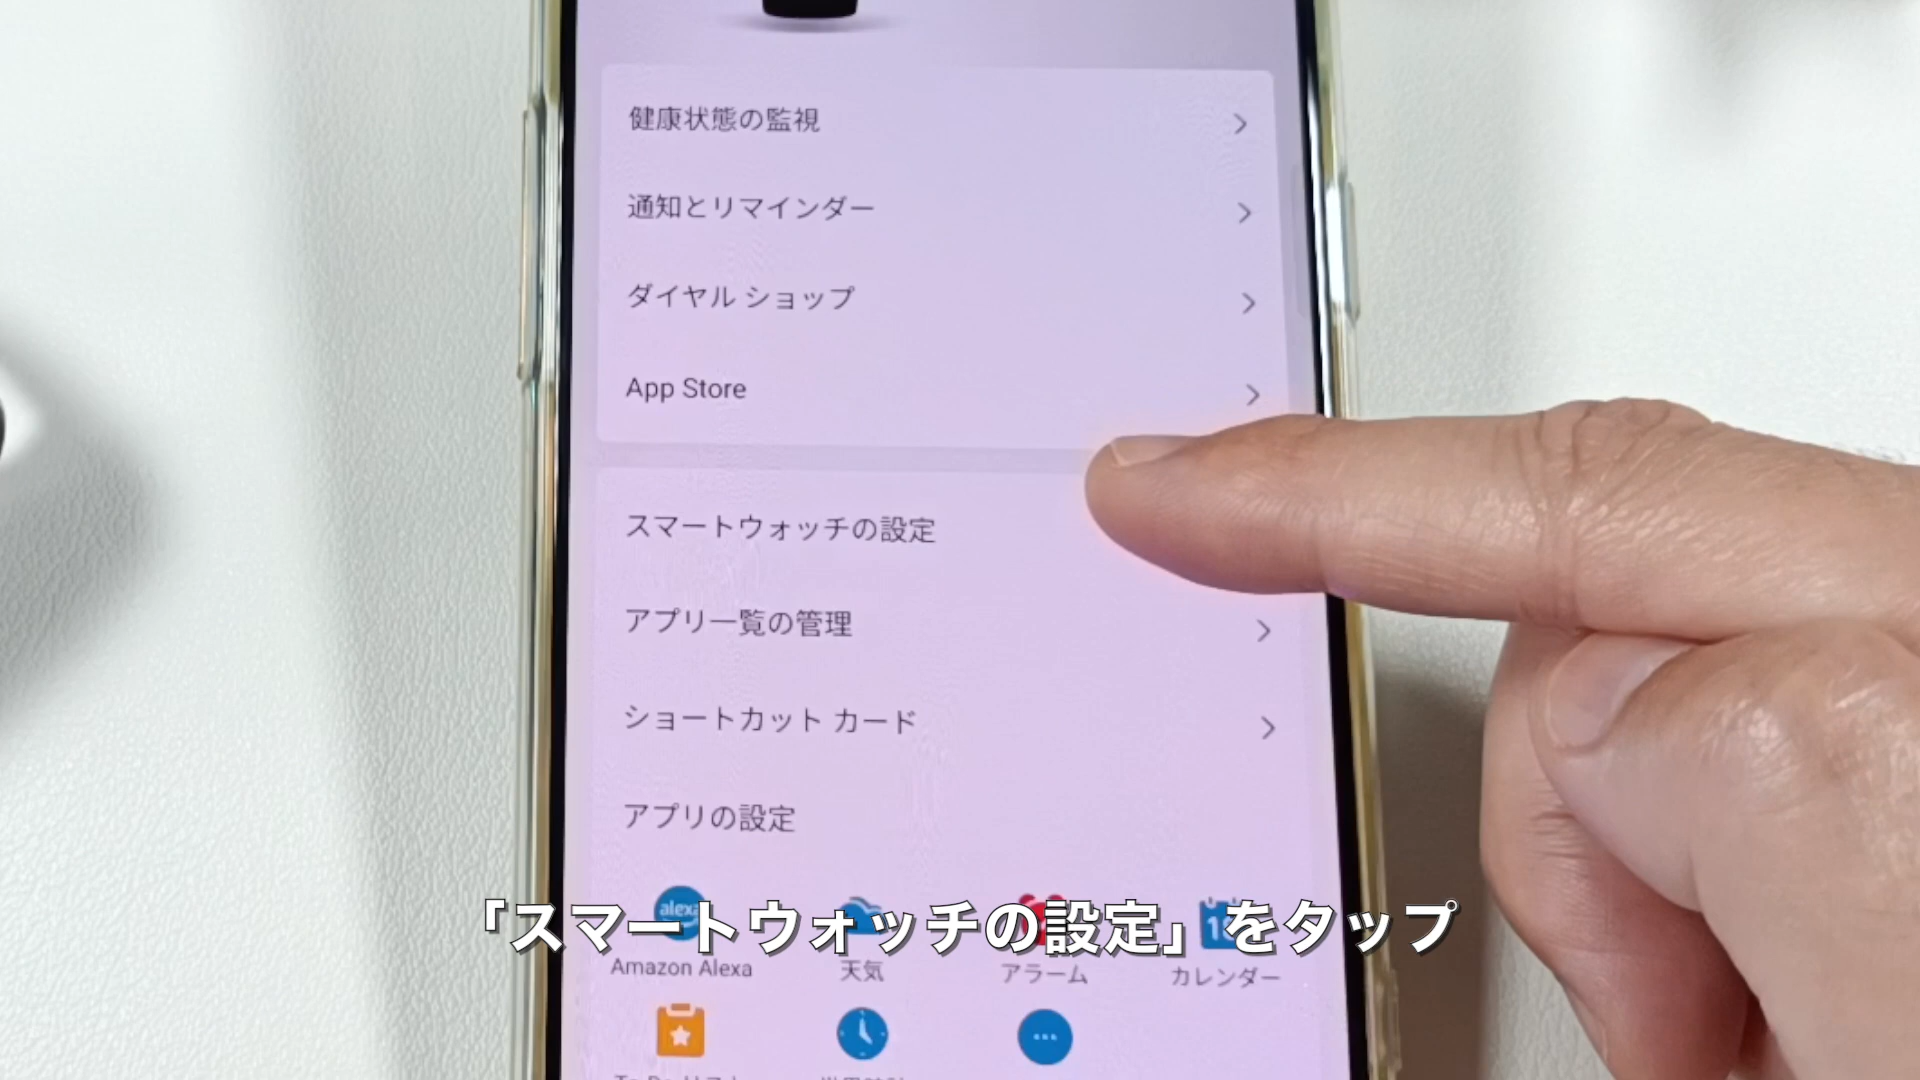 健康状態の監視
通知とリマインダー
ダイヤル ショップ
App Store
スマートウォッチの設定
アプリ一覧の管理
ショートカット カード
アプリの設定
alexa
18
「スマートウォッチの設定」をタップ
Amazon Alexa
天気
アラーム
カレンダー